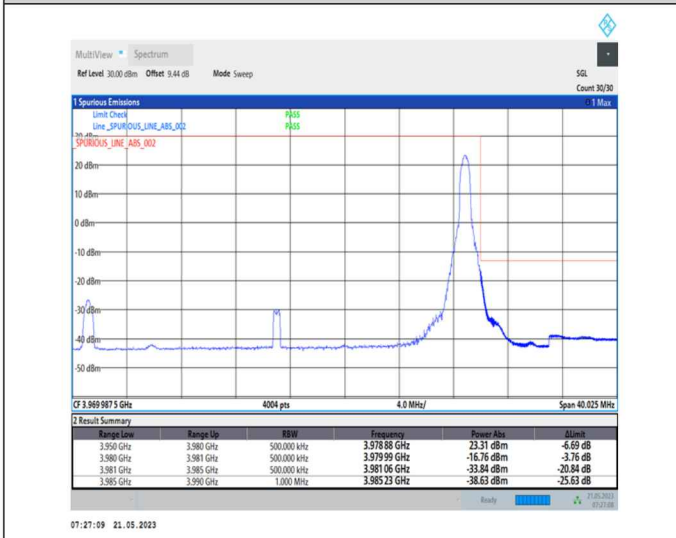 MultiView Spectrum
Ref Level 30.00 dBm Offset 9.44 dB Mode Sweep SGL
Count 30/30
1 Spurious Emissions 1 Max
Limit Check PASS
Line _SPURIOUS_LINE_ABS_002 PASS
_SPURIOUS_LINE_ABS_002
20 dBm
10 dBm
0 dBm
-10 dBm
-20 dBm
-30 dBm
-40 dBm
-50 dBm
CF 3.969 987 5 GHz 4004 pts 4.0 MHz/ Span 40.025 MHz
2 Result Summary
Range Low Range Up RBW Frequency Power Abs ΔLimit
3.950 GHz 3.980 GHz 500.000 kHz 3.978 88 GHz 23.31 dBm -6.69 dB
3.980 GHz 3.981 GHz 500.000 kHz 3.979 99 GHz -16.76 dBm -3.76 dB
3.981 GHz 3.985 GHz 500.000 kHz 3.981 06 GHz -33.84 dBm -20.84 dB
3.985 GHz 3.990 GHz 1.000 MHz 3.985 23 GHz -38.63 dBm -25.63 dB
Ready 21.05.2023
07:27:08
07:27:09 21.05.2023